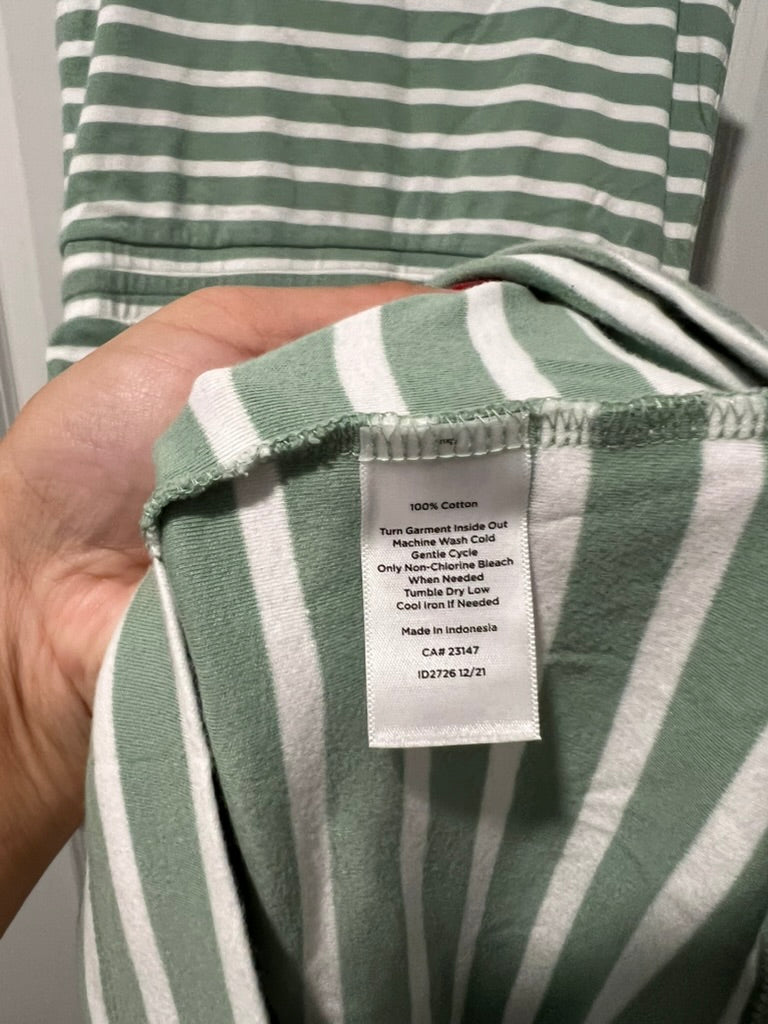 100% Cotton
Turn Garment Inside Out
Machine Wash Cold
Gentle Cycle
Only Non-Chlorine Bleach
When Needed
Tumble Dry Low
Cool Iron If Needed
Made In Indonesia
CA# 23147
ID2726 12/21